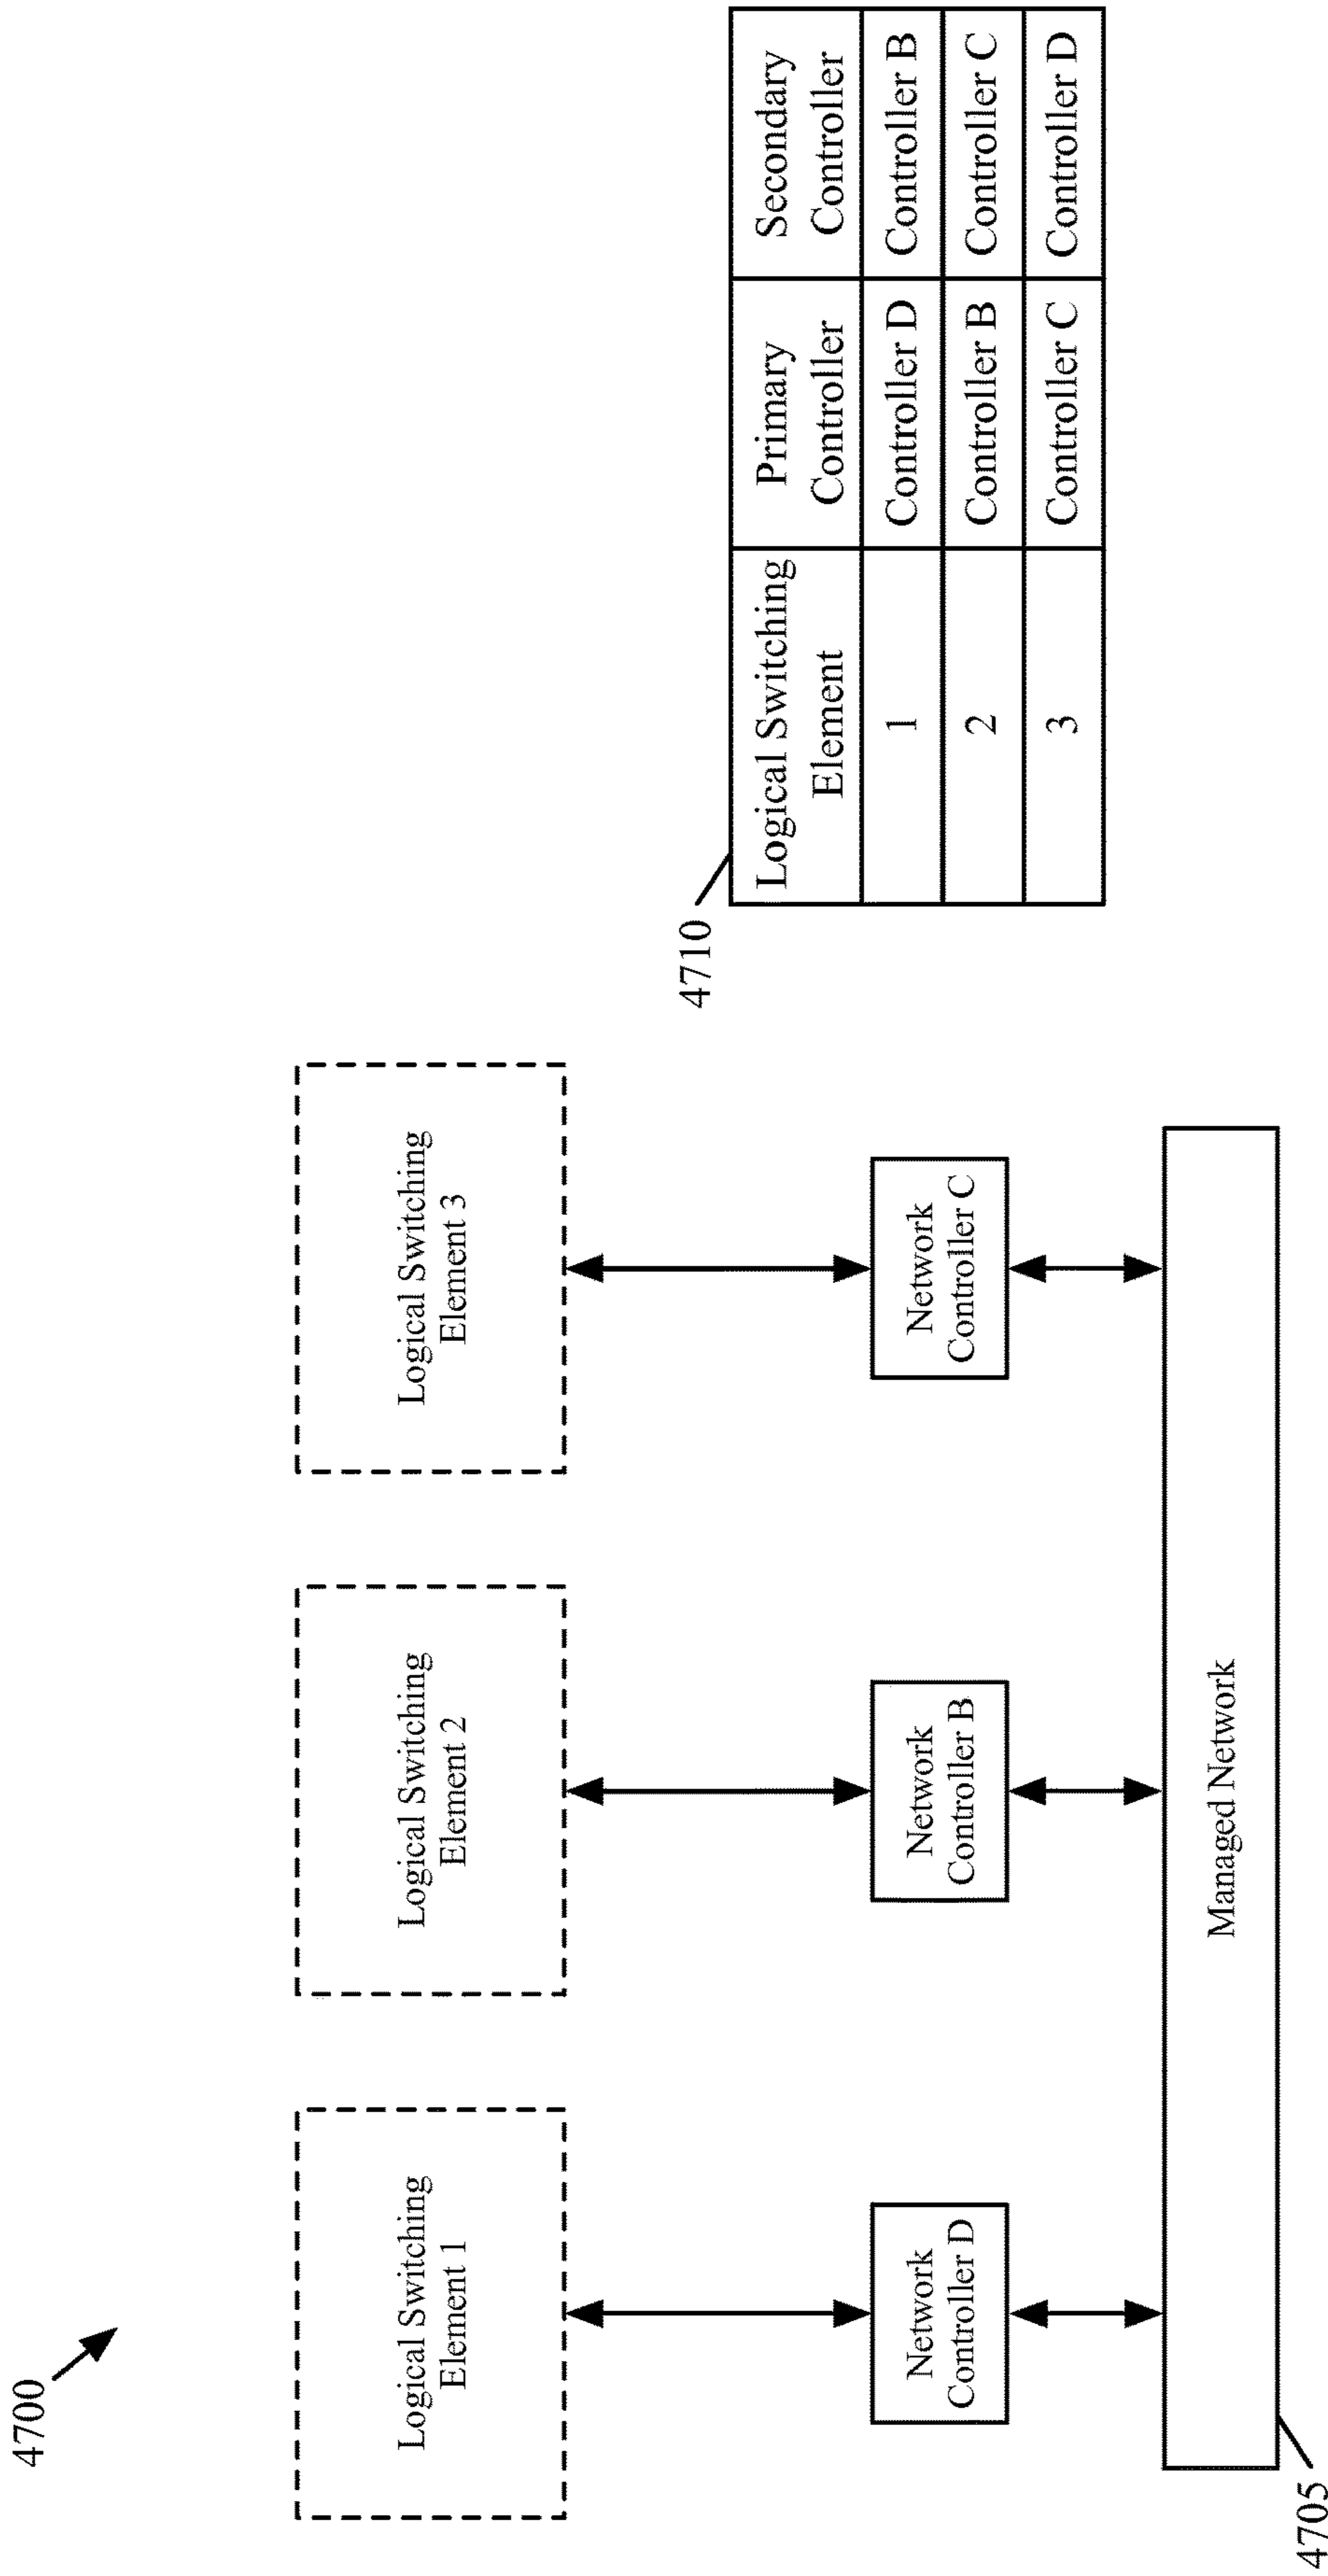 4700
Logical Switching
Element 1
Logical Switching
Element 2
Logical Switching
Element 3
Network
Controller D
Network
Controller B
Network
Controller C
Managed Network
4705
4710
Logical Switching
Element
Primary
Controller
Secondary
Controller
1
Controller D
Controller B
2
Controller B
Controller C
3
Controller C
Controller D